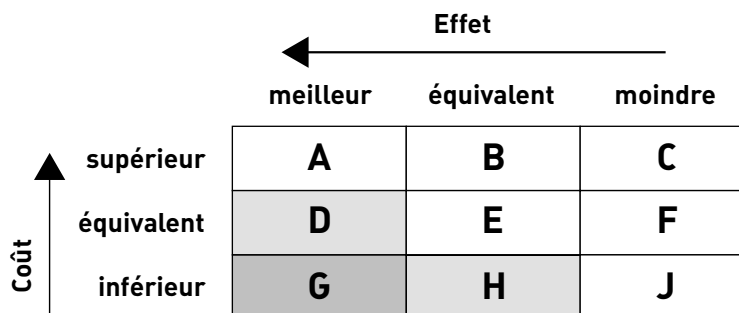 Effet
meilleur équivalent moindre
supérieur A B C
équivalent D E F
inférieur G H J
Coût